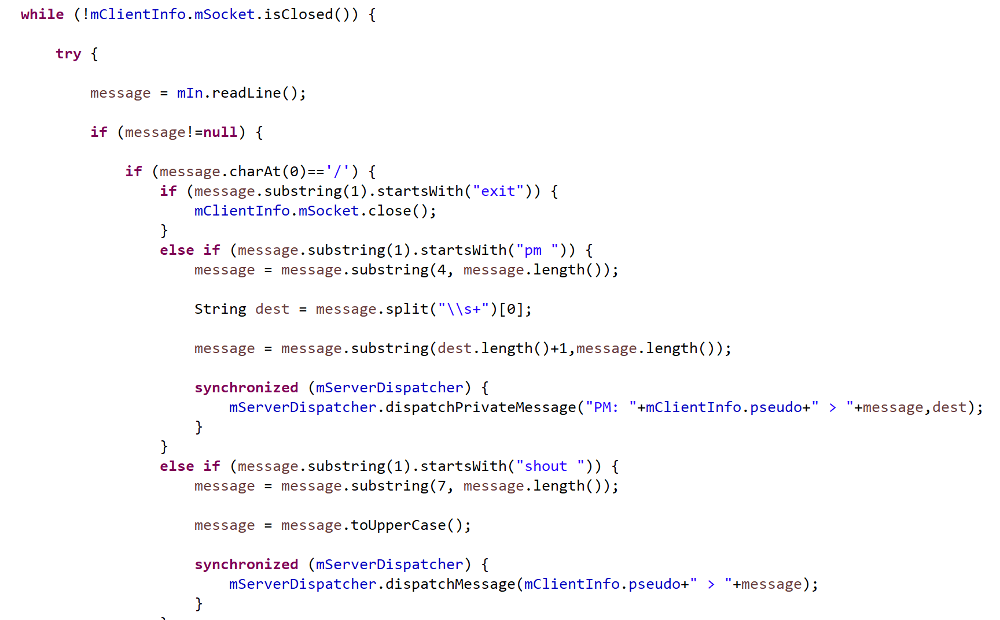 while (!mClientInfo.mSocket.isClosed()) {
try {
message = mIn.readLine();
if (message!=null) {
if (message.charAt(0)=='/') {
if (message.substring(1).startsWith("exit")) {
mClientInfo.mSocket.close();
}
else if (message.substring(1).startsWith("pm ")) {
message = message.substring(4, message.length());
String dest = message.split("\\s+")[0];
message = message.substring(dest.length()+1,message.length());
synchronized (mServerDispatcher) {
mServerDispatcher.dispatchPrivateMessage("PM: "+mClientInfo.pseudo+" > "+message,dest);
}
}
else if (message.substring(1).startsWith("shout ")) {
message = message.substring(7, message.length());
message = message.toUpperCase();
synchronized (mServerDispatcher) {
mServerDispatcher.dispatchMessage(mClientInfo.pseudo+" > "+message);
}